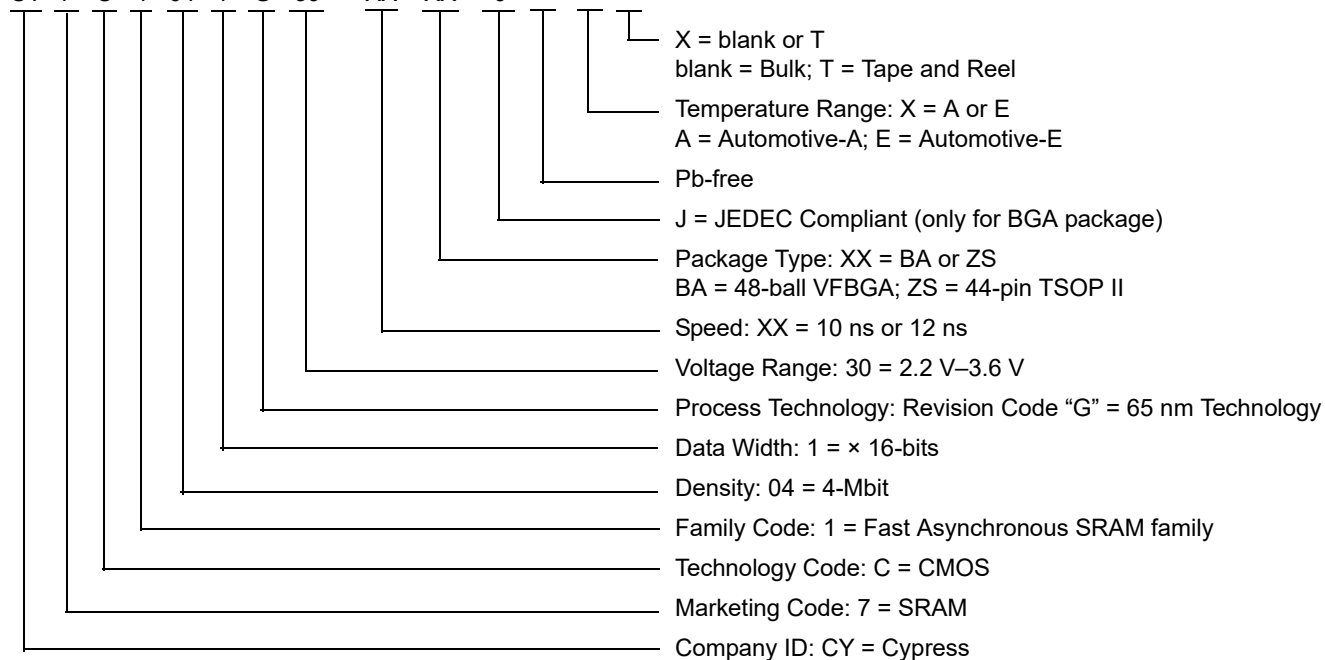 X = blank or T
blank = Bulk; T = Tape and Reel
Temperature Range: X = A or E
A = Automotive-A; E = Automotive-E
Pb-free
J = JEDEC Compliant (only for BGA package)
Package Type: XX = BA or ZS
BA = 48-ball VFBGA; ZS = 44-pin TSOP II
Speed: XX = 10 ns or 12 ns
Voltage Range: 30 = 2.2 V–3.6 V
Process Technology: Revision Code “G” = 65 nm Technology
Data Width: 1 = × 16-bits
Density: 04 = 4-Mbit
Family Code: 1 = Fast Asynchronous SRAM family
Technology Code: C = CMOS
Marketing Code: 7 = SRAM
Company ID: CY = Cypress